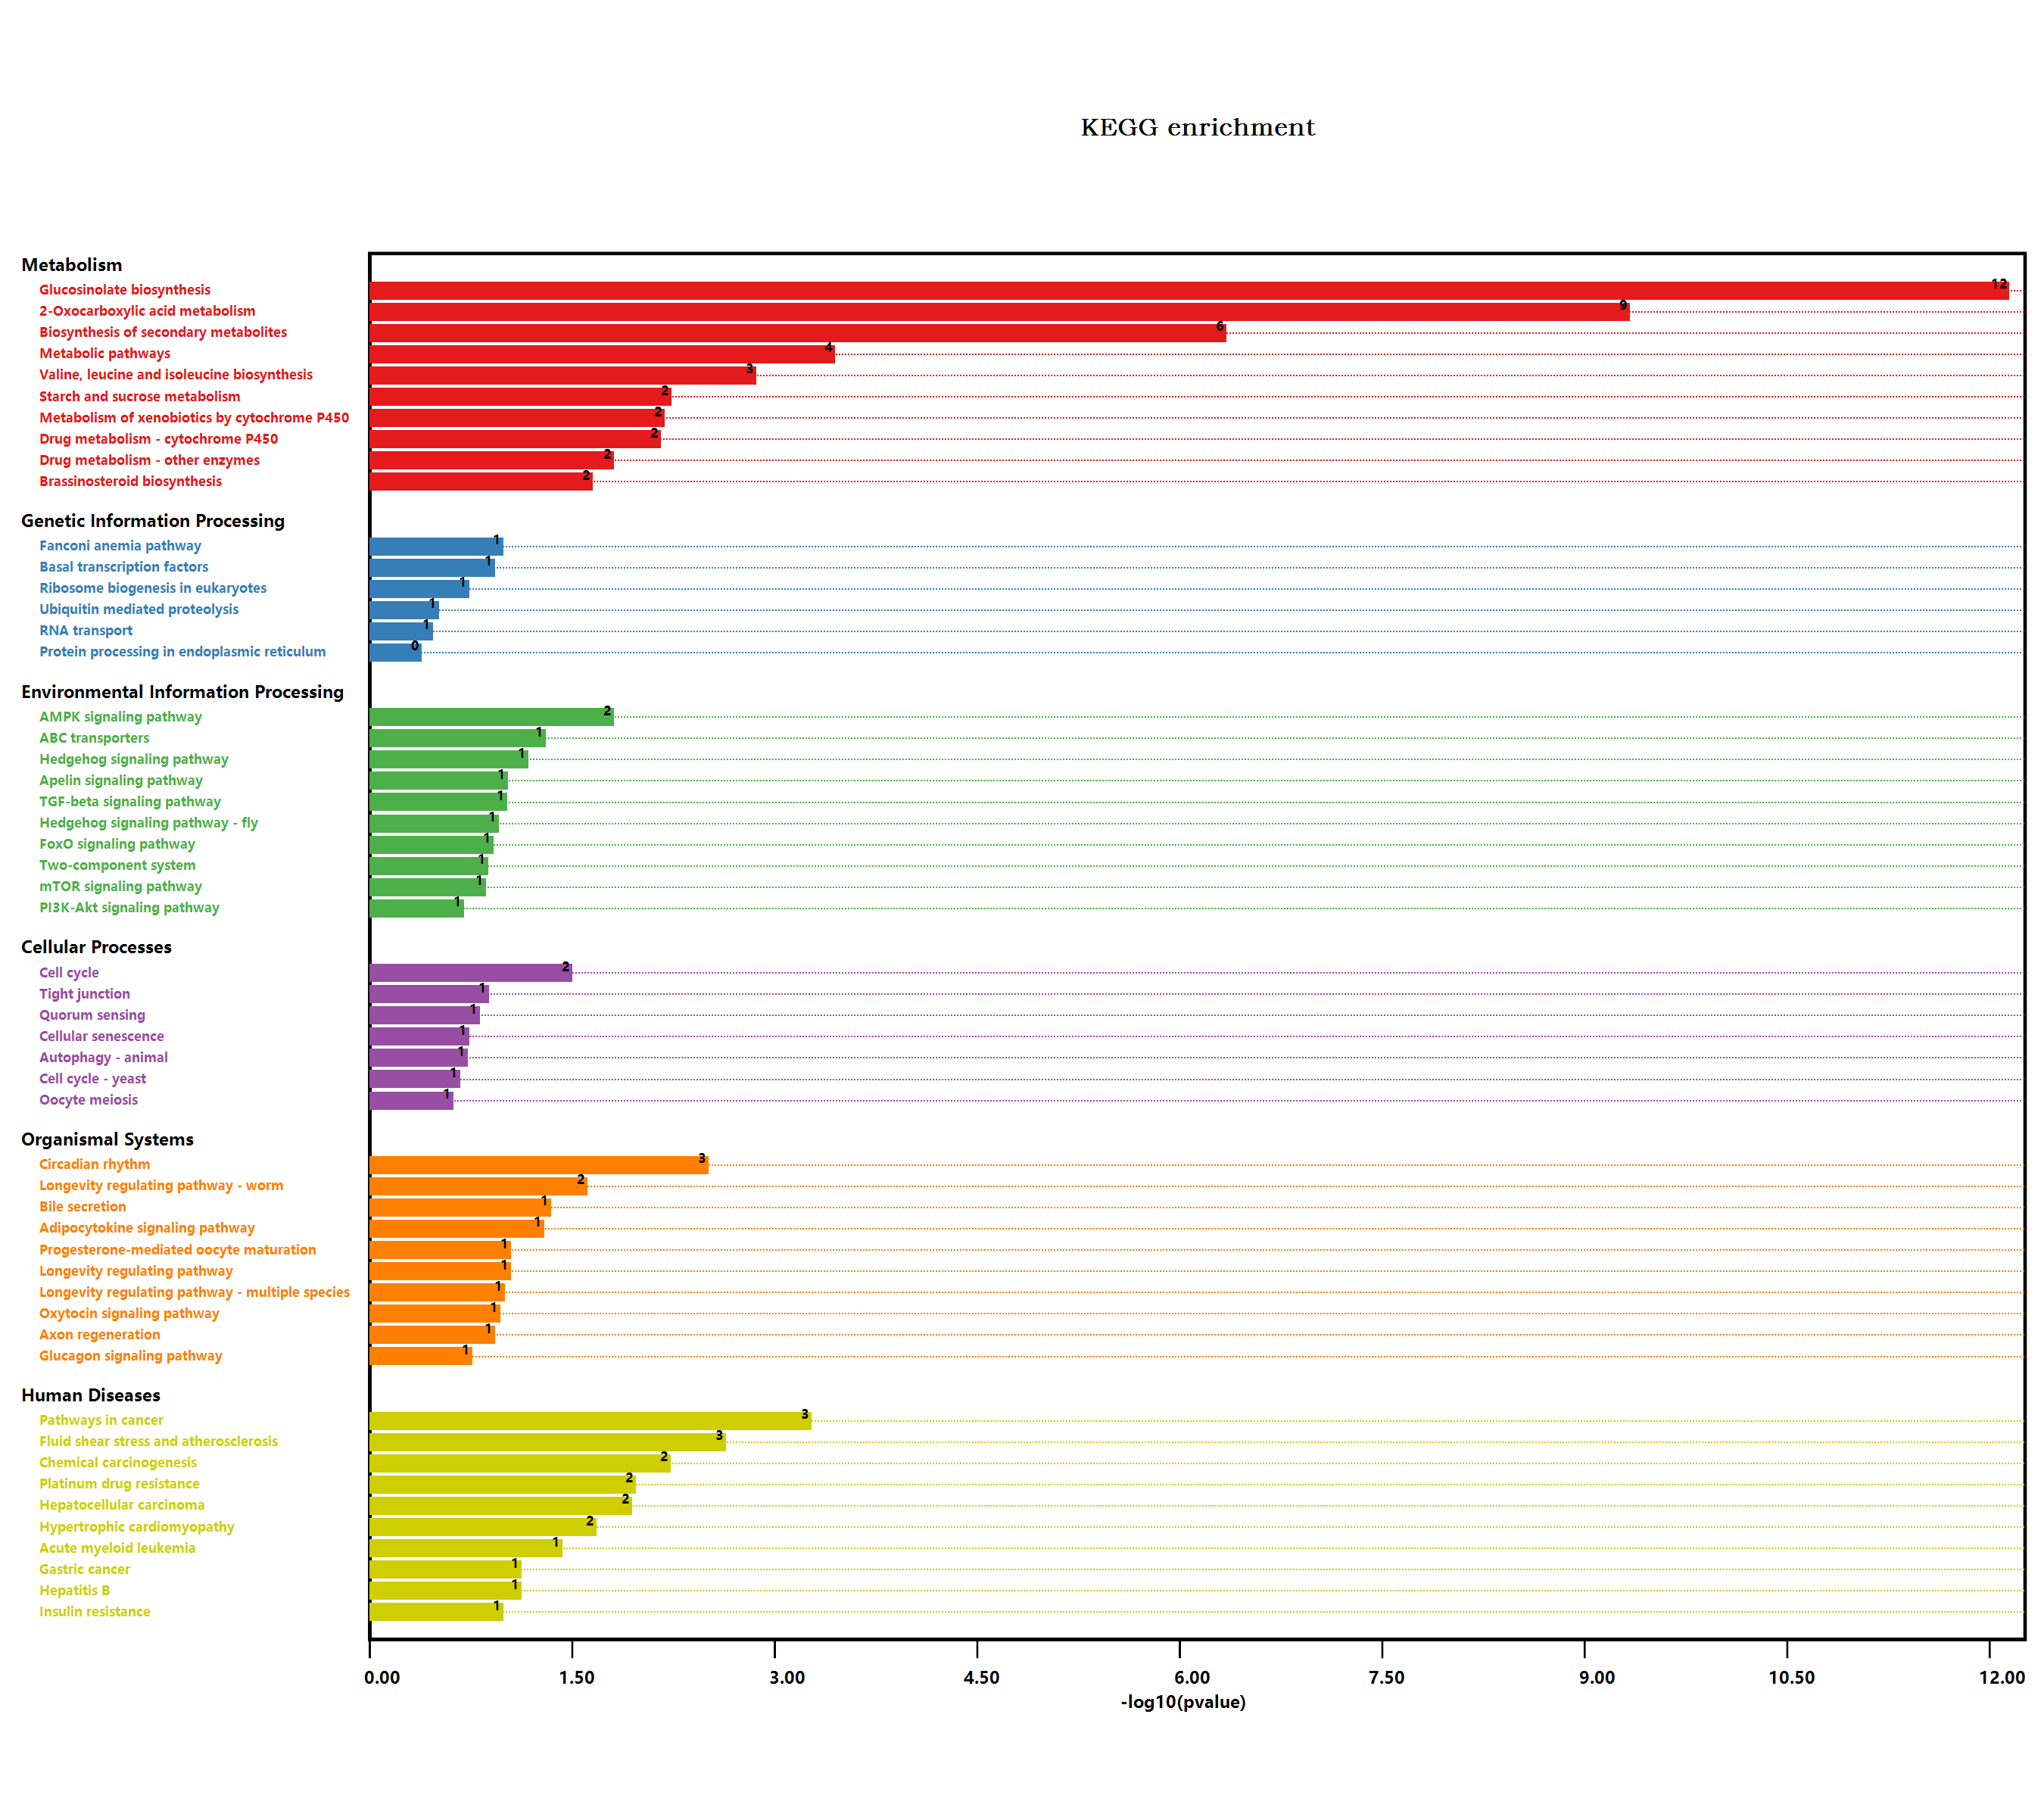 KEGG enrichment
Metabolism
Glucosinolate biosynthesis 12
2-Oxocarboxylic acid metabolism 9
Biosynthesis of secondary metabolites 6
Metabolic pathways 4
Valine, leucine and isoleucine biosynthesis 3
Starch and sucrose metabolism 2
Metabolism of xenobiotics by cytochrome P450 2
Drug metabolism - cytochrome P450 2
Drug metabolism - other enzymes 2
Brassinosteroid biosynthesis 2
Genetic Information Processing
Fanconi anemia pathway 1
Basal transcription factors 1
Ribosome biogenesis in eukaryotes 1
Ubiquitin mediated proteolysis 1
RNA transport 1
Protein processing in endoplasmic reticulum 0
Environmental Information Processing
AMPK signaling pathway 2
ABC transporters 1
Hedgehog signaling pathway 1
Apelin signaling pathway 1
TGF-beta signaling pathway 1
Hedgehog signaling pathway - fly 1
FoxO signaling pathway 1
Two-component system 1
mTOR signaling pathway 1
PI3K-Akt signaling pathway 1
Cellular Processes
Cell cycle 2
Tight junction 1
Quorum sensing 1
Cellular senescence 1
Autophagy - animal 1
Cell cycle - yeast 1
Oocyte meiosis 1
Organismal Systems
Circadian rhythm 3
Longevity regulating pathway - worm 2
Bile secretion 1
Adipocytokine signaling pathway 1
Progesterone-mediated oocyte maturation 1
Longevity regulating pathway 1
Longevity regulating pathway - multiple species 1
Oxytocin signaling pathway 1
Axon regeneration 1
Glucagon signaling pathway 1
Human Diseases
Pathways in cancer 3
Fluid shear stress and atherosclerosis 3
Chemical carcinogenesis 2
Platinum drug resistance 2
Hepatocellular carcinoma 2
Hypertrophic cardiomyopathy 2
Acute myeloid leukemia 1
Gastric cancer 1
Hepatitis B 1
Insulin resistance 1
0.00 1.50 3.00 4.50 6.00 7.50 9.00 10.50 12.00
-log10(pvalue)